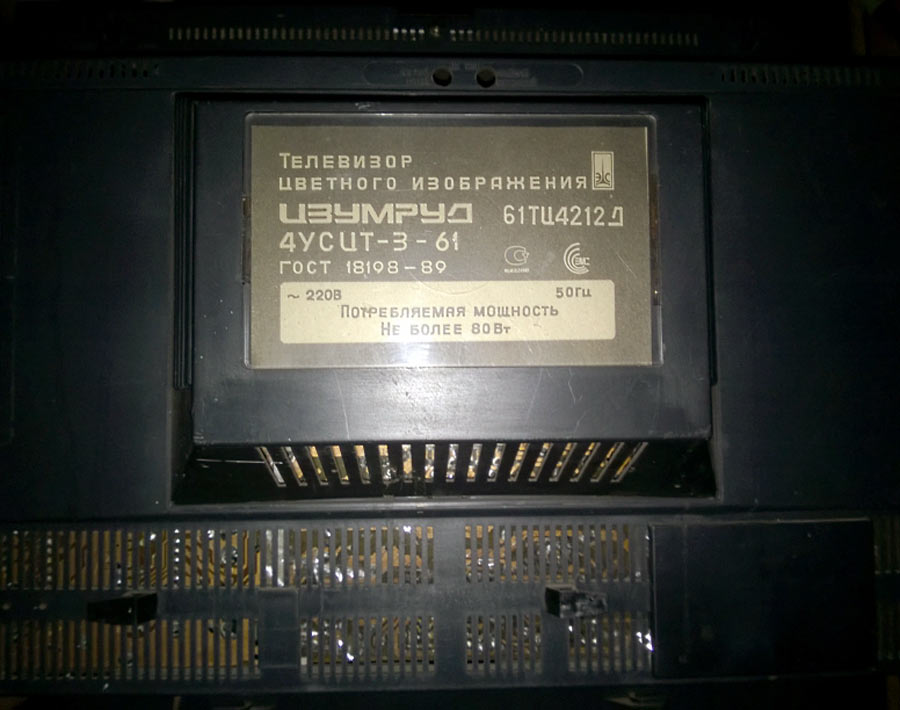 Телевизор
цветного изображения
ИЗУМРУД 61ТЦ4212Д
4УСЦТ-3-61
ГОСТ 18198-89
~ 220В 50Гц
Потребляемая мощность
Не более 80Вт